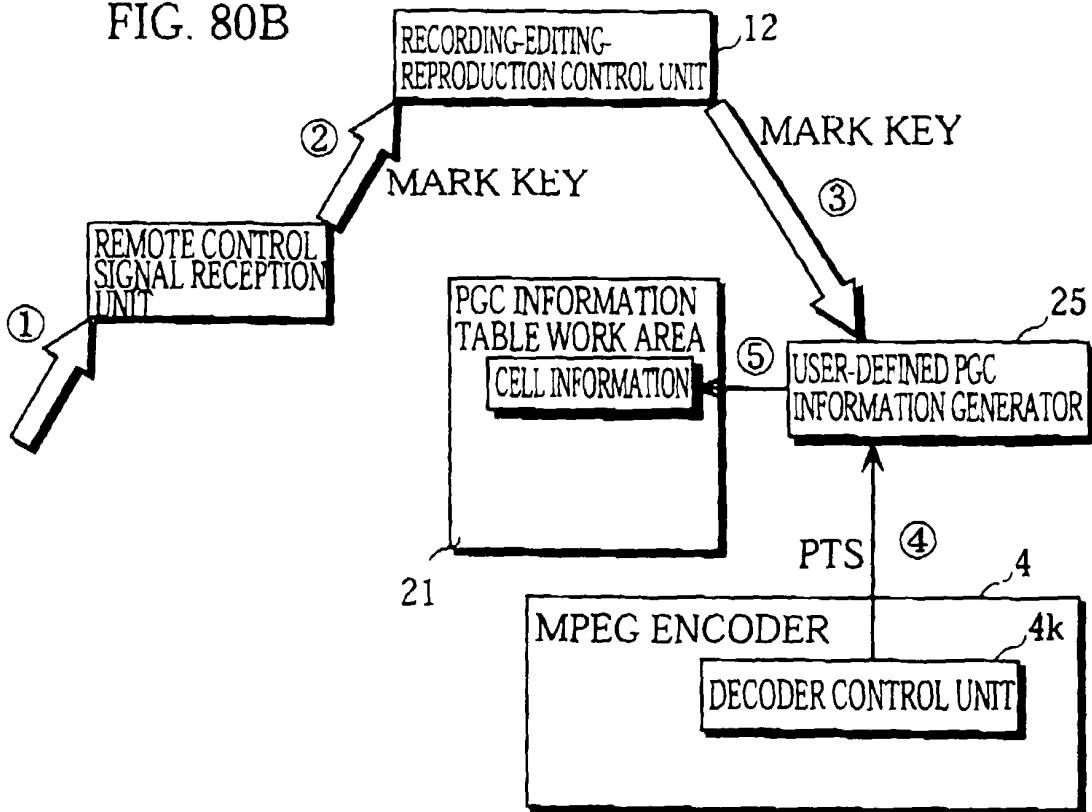 FIG. 80B
RECORDING-EDITING-
REPRODUCTION CONTROL UNIT
12
②
MARK KEY
MARK KEY
③
REMOTE CONTROL
SIGNAL RECEPTION
UNIT
①
PGC INFORMATION
TABLE WORK AREA
CELL INFORMATION
⑤
25
USER-DEFINED PGC
INFORMATION GENERATOR
21
PTS
④
4
MPEG ENCODER
4k
DECODER CONTROL UNIT